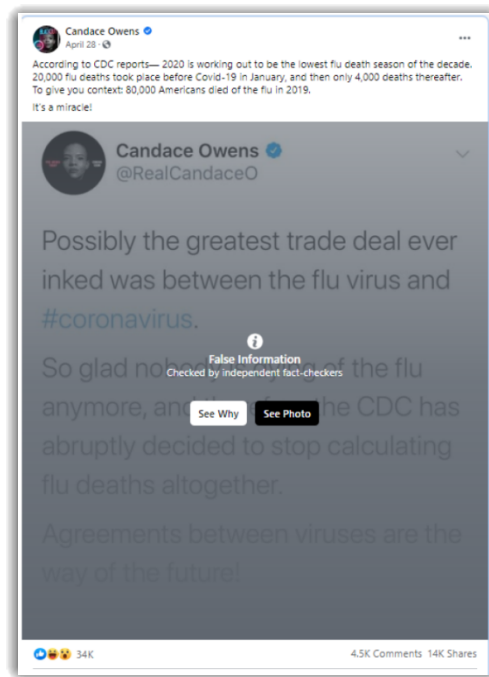 Candace Owens
April 28 ·
According to CDC reports— 2020 is working out to be the lowest flu death season of the decade.
20,000 flu deaths took place before Covid-19 in January, and then only 4,000 deaths thereafter.
To give you context: 80,000 Americans died of the flu in 2019.
It's a miracle!
Candace Owens
@RealCandaceO
Possibly the greatest trade deal ever
inked was between the flu virus and
#coronavirus.
False Information
Checked by independent fact-checkers
So glad of the flu
See Why See Photo
anymore, and the CDC has
abruptly decided to stop calculating
flu deaths altogether.
Agreements between viruses are the
way of the future!
34K
4.5K Comments 14K Shares